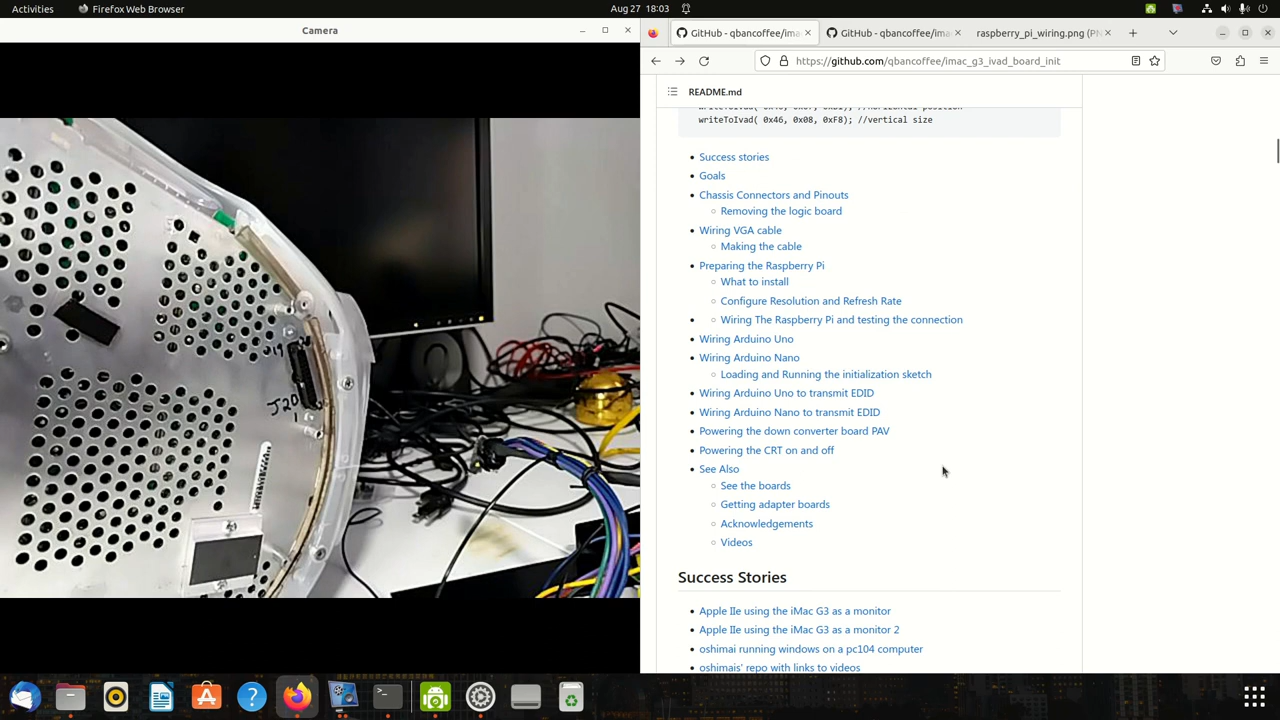 Activities
Firefox Web Browser
Aug 27 18:03
Camera
GitHub - qbancoffee/ima
GitHub - qbancoffee/ima
raspberry_pi_wiring.png (PN
https://github.com/qbancoffee/imac_g3_ivad_board_init
README.md
writeToIvad( 0x46, 0x08, 0xF8); //vertical size
Success stories
Goals
Chassis Connectors and Pinouts
Removing the logic board
Wiring VGA cable
Making the cable
Preparing the Raspberry Pi
What to install
Configure Resolution and Refresh Rate
Wiring The Raspberry Pi and testing the connection
Wiring Arduino Uno
Wiring Arduino Nano
Loading and Running the initialization sketch
Wiring Arduino Uno to transmit EDID
Wiring Arduino Nano to transmit EDID
Powering the down converter board PAV
Powering the CRT on and off
See Also
See the boards
Getting adapter boards
Acknowledgements
Videos
Success Stories
Apple IIe using the iMac G3 as a monitor
Apple IIe using the iMac G3 as a monitor 2
oshimai running windows on a pc104 computer
oshimais' repo with links to videos
J20
1